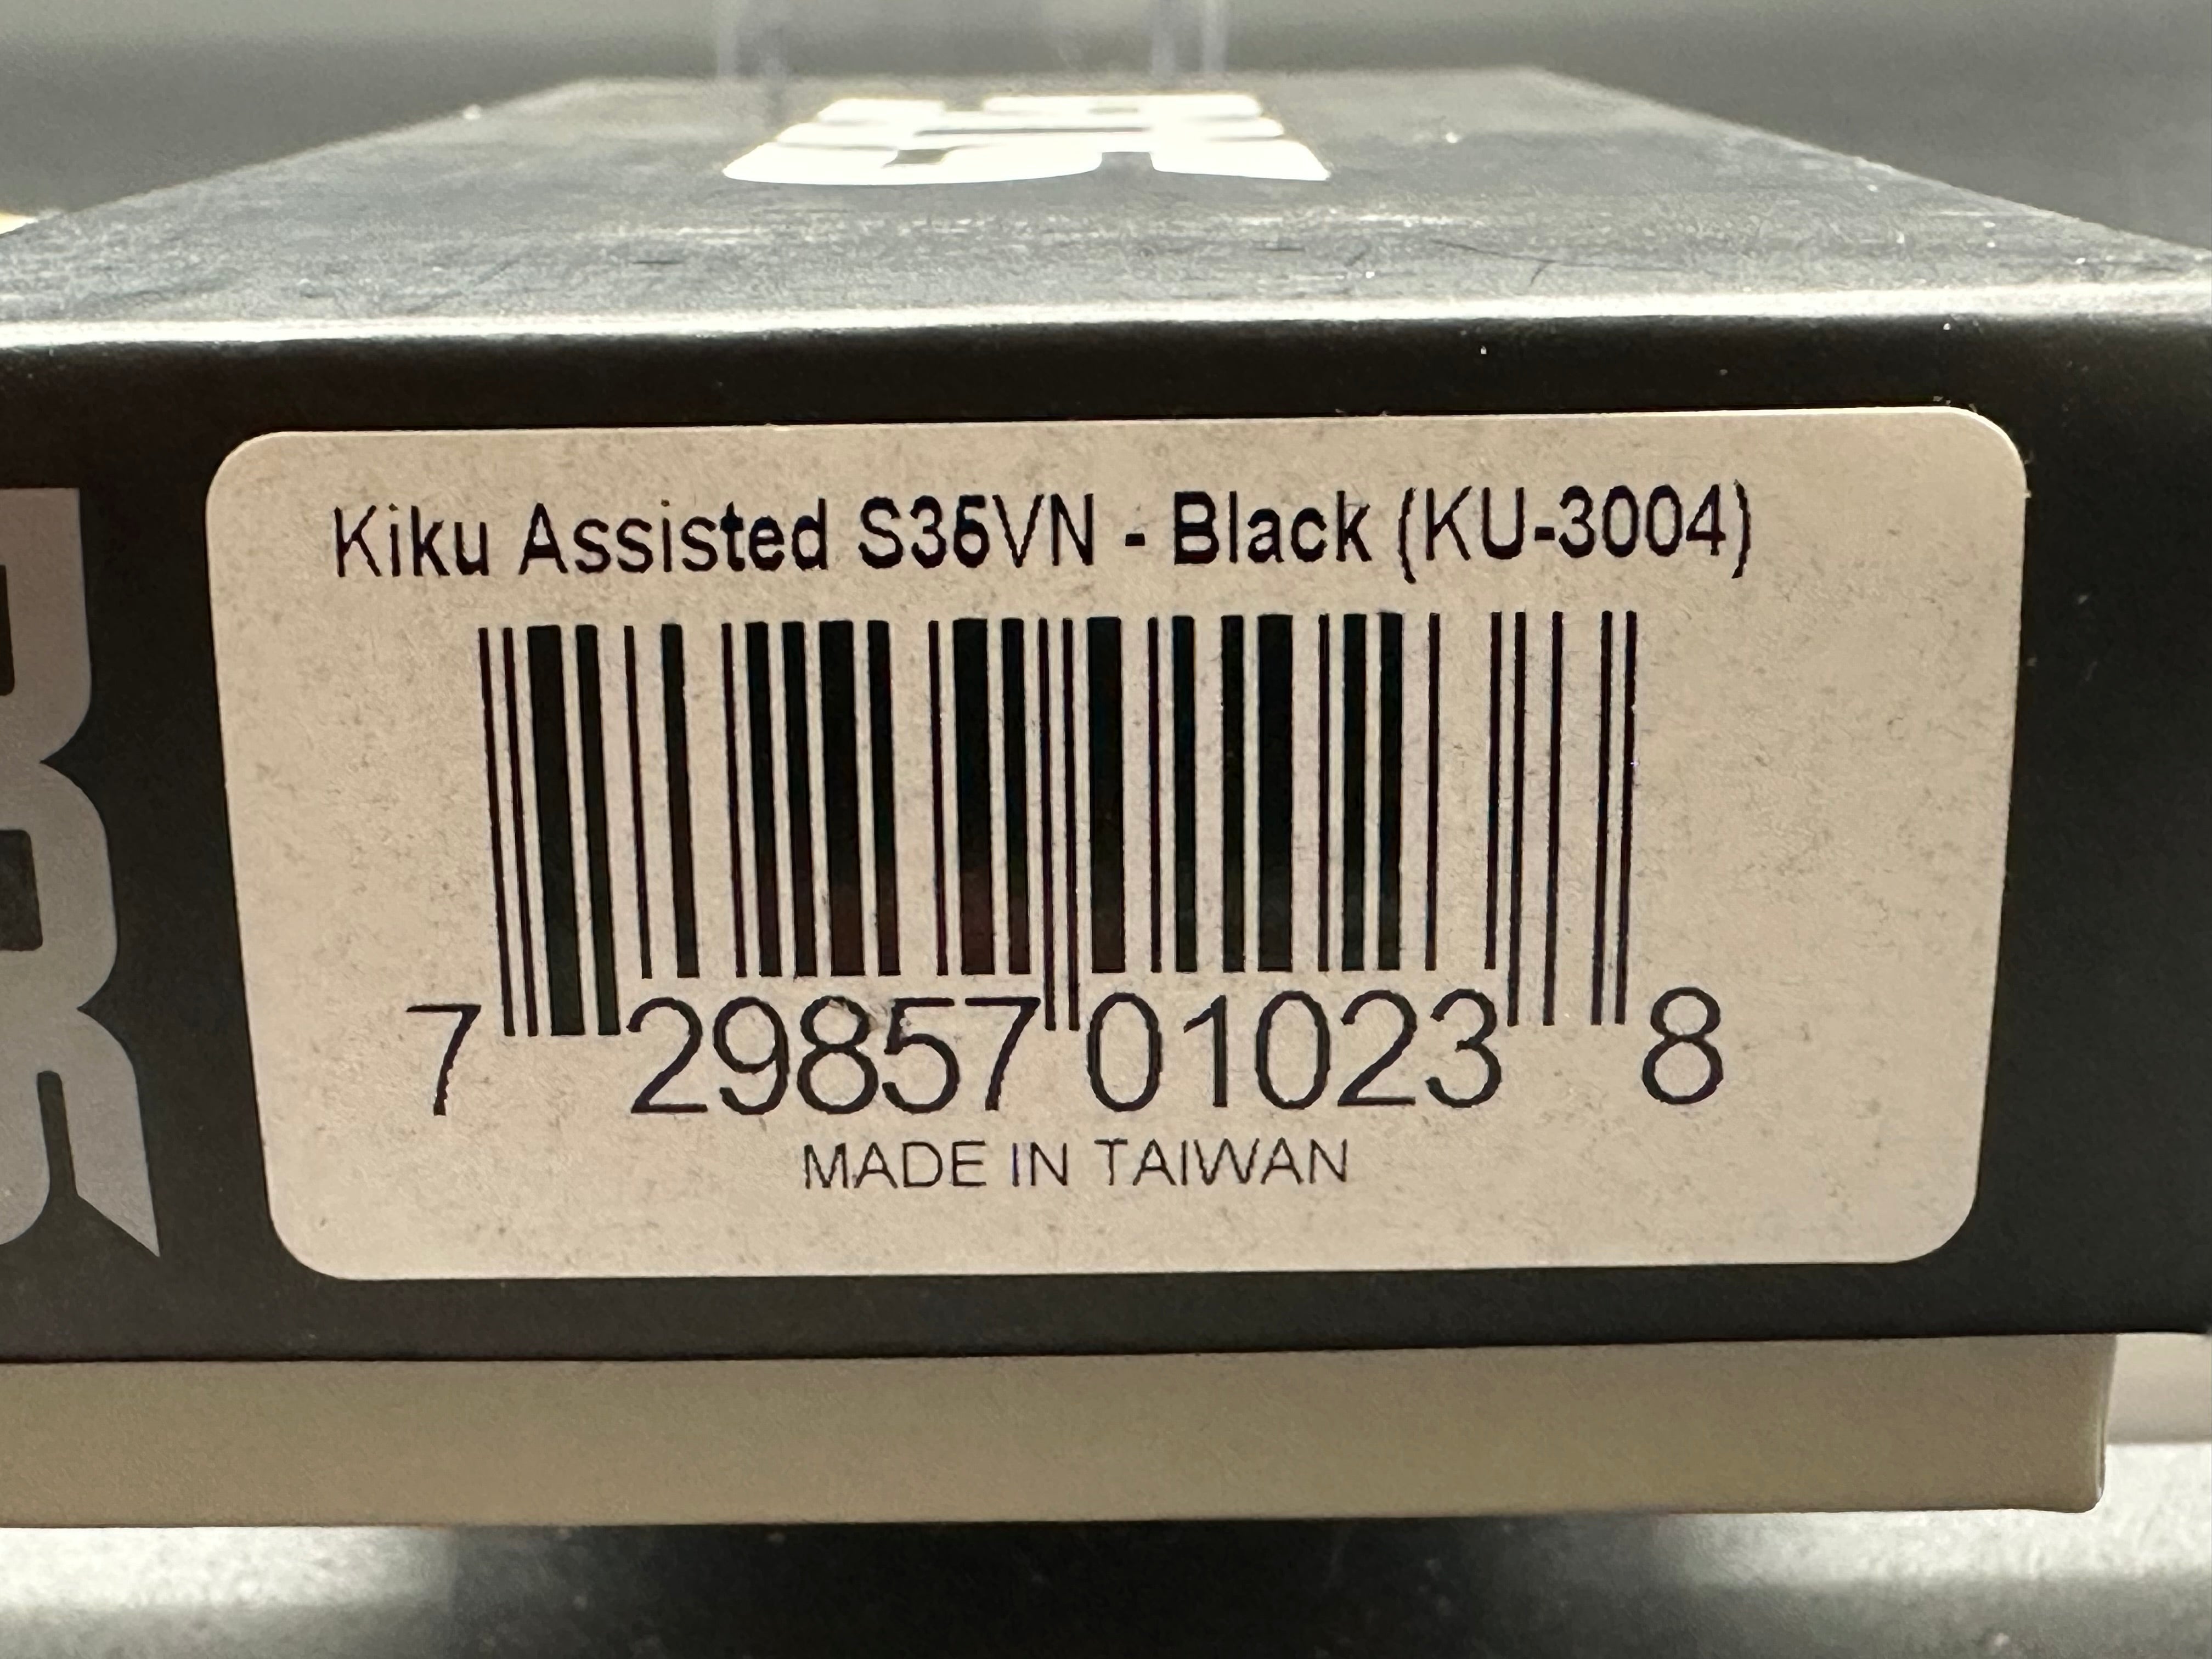 Kiku Assisted S35VN - Black (KU-3004)
7 29857 01023 8
MADE IN TAIWAN